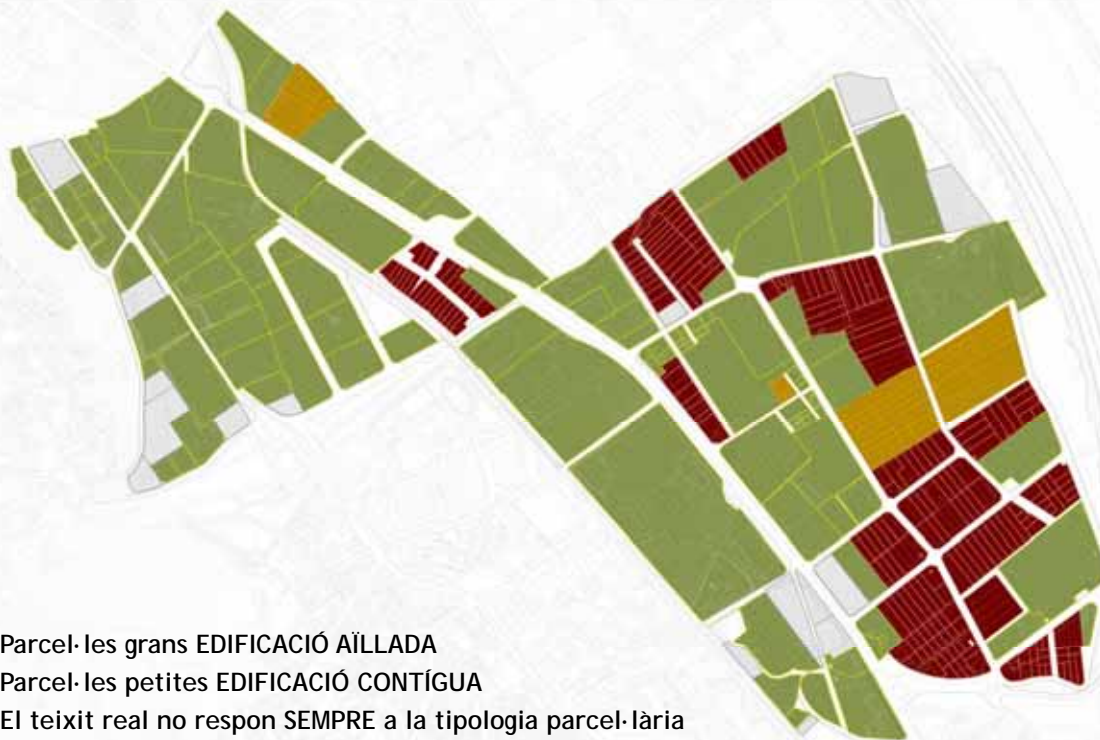 Parcel·les grans EDIFICACIÓ AÏLLADA
Parcel·les petites EDIFICACIÓ CONTÍGUA
El teixit real no respon SEMPRE a la tipologia parcel·lària